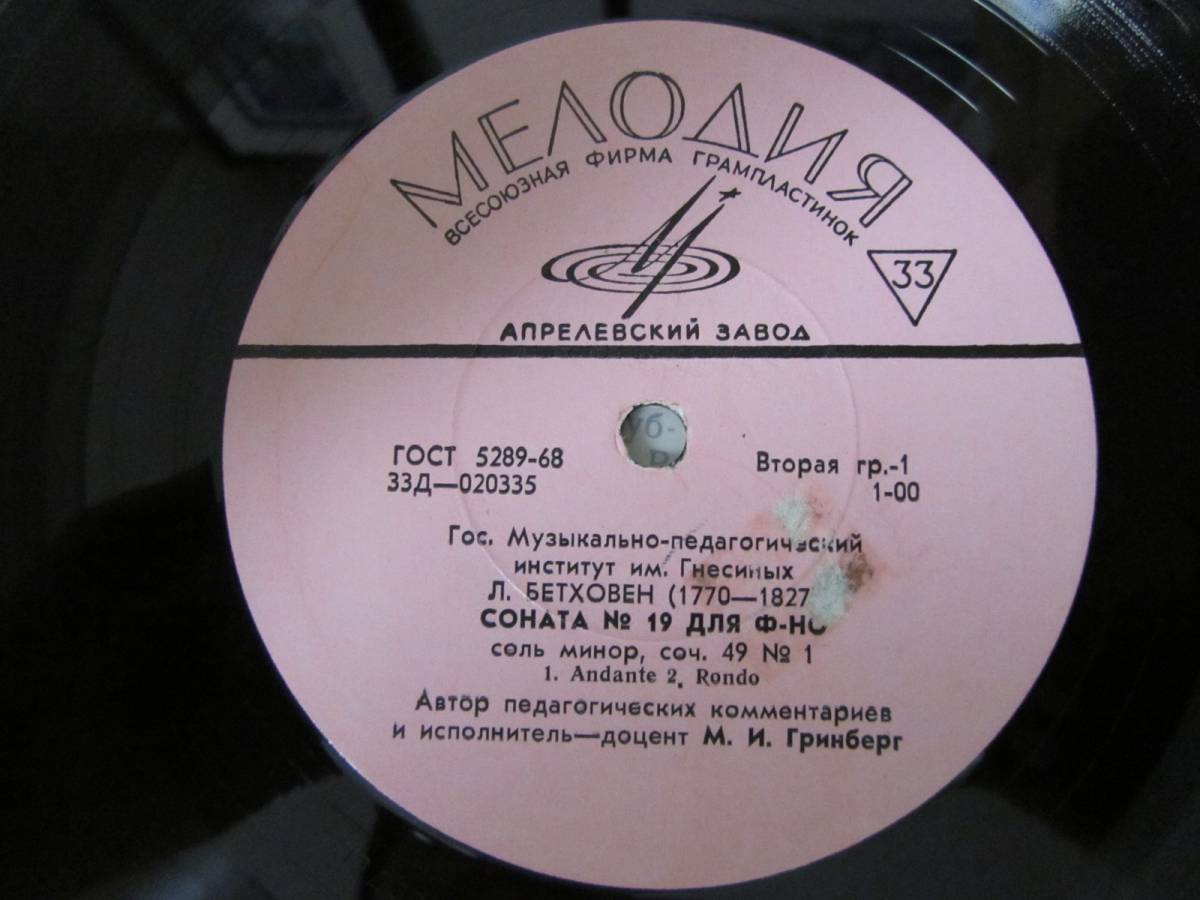 МЕЛОДИЯ
ВСЕСОЮЗНАЯ ФИРМА ГРАМПЛАСТИНОК
33
АПРЕЛЕВСКИЙ ЗАВОД
уб-
ГОСТ 5289-68 Вторая гр.-1
33Д—020335 1-00
Гос. Музыкально-педагогический
институт им. Гнесиных
Л. БЕТХОВЕН (1770—1827
СОНАТА № 19 ДЛЯ Ф-НО
соль минор, соч. 49 № 1
1. Andante 2. Rondo
Автор педагогических комментариев
и исполнитель—доцент М. И. Гринберг